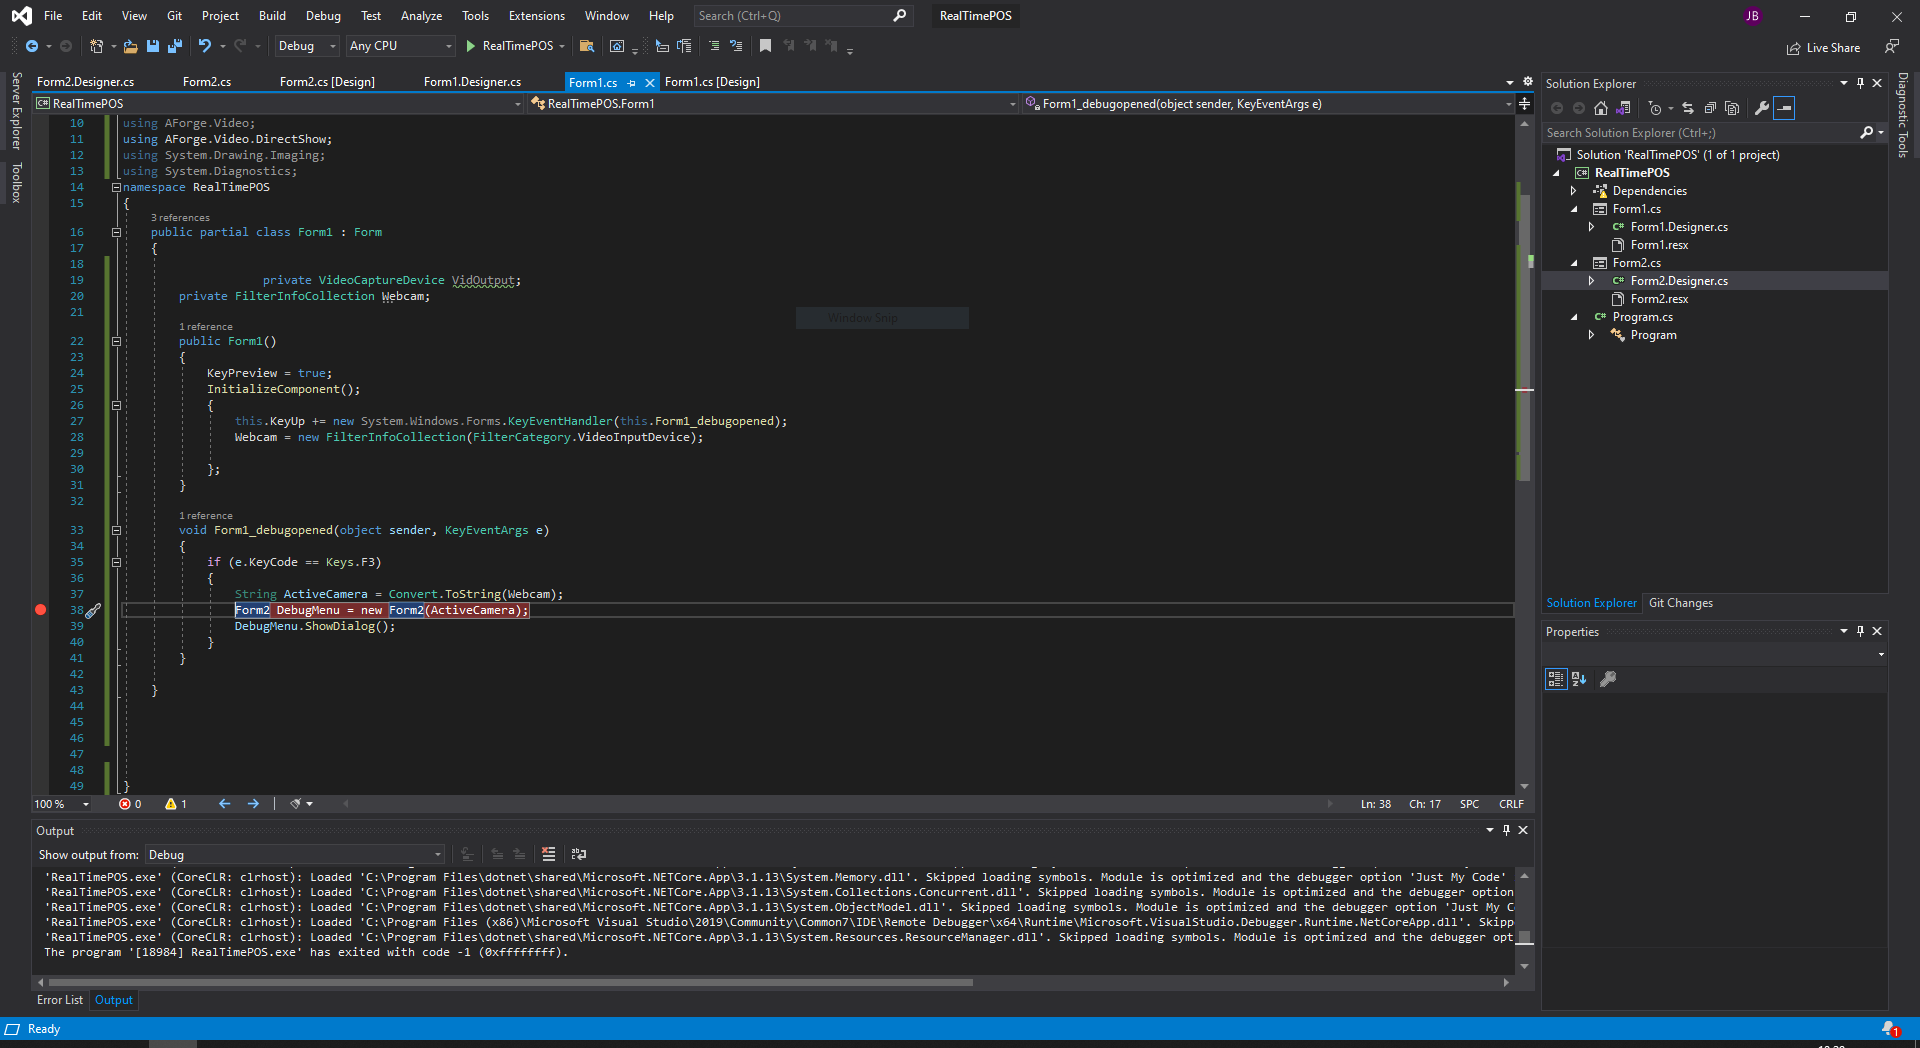 File Edit View Git Project Build Debug Test Analyze Tools Extensions Window Help Search (Ctrl+Q) RealTimePOS JB
Debug Any CPU RealTimePOS Live Share
Form2.Designer.cs Form2.cs Form2.cs [Design] Form1.Designer.cs Form1.cs Form1.cs [Design]
RealTimePOS RealTimePOS.Form1 Form1_debugopened(object sender, KeyEventArgs e)
Server Explorer
Toolbox
10 using AForge.Video;
11 using AForge.Video.DirectShow;
12 using System.Drawing.Imaging;
13 using System.Diagnostics;
14 namespace RealTimePOS
15 {
3 references
16 public partial class Form1 : Form
17 {
18
19 private VideoCaptureDevice VidOutput;
20 private FilterInfoCollection Webcam;
21
Window Snip
1 reference
22 public Form1()
23 {
24 KeyPreview = true;
25 InitializeComponent();
26 {
27 this.KeyUp += new System.Windows.Forms.KeyEventHandler(this.Form1_debugopened);
28 Webcam = new FilterInfoCollection(FilterCategory.VideoInputDevice);
29
30 };
31 }
32
1 reference
33 void Form1_debugopened(object sender, KeyEventArgs e)
34 {
35 if (e.KeyCode == Keys.F3)
36 {
37 String ActiveCamera = Convert.ToString(Webcam);
38 Form2 DebugMenu = new Form2(ActiveCamera);
39 DebugMenu.ShowDialog();
40 }
41 }
42
43 }
44
45
46
47
48
49 }
100 % 0 1 Ln: 38 Ch: 17 SPC CRLF
Output
Show output from: Debug
'RealTimePOS.exe' (CoreCLR: clrhost): Loaded 'C:\Program Files\dotnet\shared\Microsoft.NETCore.App\3.1.13\System.Memory.dll'. Skipped loading symbols. Module is optimized and the debugger option 'Just My Code'
'RealTimePOS.exe' (CoreCLR: clrhost): Loaded 'C:\Program Files\dotnet\shared\Microsoft.NETCore.App\3.1.13\System.Collections.Concurrent.dll'. Skipped loading symbols. Module is optimized and the debugger option
'RealTimePOS.exe' (CoreCLR: clrhost): Loaded 'C:\Program Files\dotnet\shared\Microsoft.NETCore.App\3.1.13\System.ObjectModel.dll'. Skipped loading symbols. Module is optimized and the debugger option 'Just My C
'RealTimePOS.exe' (CoreCLR: clrhost): Loaded 'C:\Program Files (x86)\Microsoft Visual Studio\2019\Community\Common7\IDE\Remote Debugger\x64\Runtime\Microsoft.VisualStudio.Debugger.Runtime.NetCoreApp.dll'. Skipp
'RealTimePOS.exe' (CoreCLR: clrhost): Loaded 'C:\Program Files\dotnet\shared\Microsoft.NETCore.App\3.1.13\System.Resources.ResourceManager.dll'. Skipped loading symbols. Module is optimized and the debugger opt
The program '[18984] RealTimePOS.exe' has exited with code -1 (0xffffffff).
Error List Output
Ready
Solution Explorer
Search Solution Explorer (Ctrl+;)
Solution 'RealTimePOS' (1 of 1 project)
RealTimePOS
Dependencies
Form1.cs
Form1.Designer.cs
Form1.resx
Form2.cs
Form2.Designer.cs
Form2.resx
Program.cs
Program
Solution Explorer Git Changes
Properties
Diagnostic Tools
1